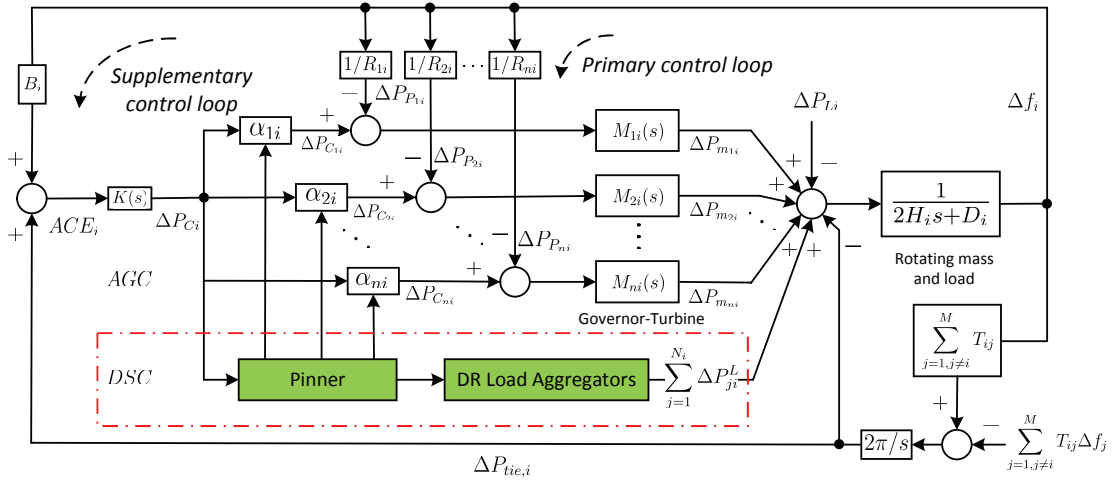 B_i
Supplementary
control loop
1/R_{1i}
1/R_{2i}
...
1/R_{ni}
Primary control loop
− ΔP_{P_{1i}}
ΔP_{Li}
Δf_i
+
α_{1i}
+
ΔP_{C_{1i}}
M_{1i}(s)
ΔP_{m_{1i}}
+
−
− ΔP_{P_{2i}}
ACE_i
K(s)
ΔP_{Ci}
α_{2i}
+
ΔP_{C_{2i}}
M_{2i}(s)
+
ΔP_{m_{2i}}
1
2H_i s+D_i
+
− ΔP_{P_{ni}}
+
+
−
Rotating mass
and load
AGC
α_{ni}
+
ΔP_{C_{ni}}
M_{ni}(s)
ΔP_{m_{ni}}
Governor-Turbine
\sum_{j=1,j≠i}^{M} T_{ij}
DSC
Pinner
DR Load Aggregators
\sum_{j=1}^{N_i} ΔP_{ji}^{L}
+
2π/s
−
\sum_{j=1,j≠i}^{M} T_{ij}Δf_j
ΔP_{tie,i}